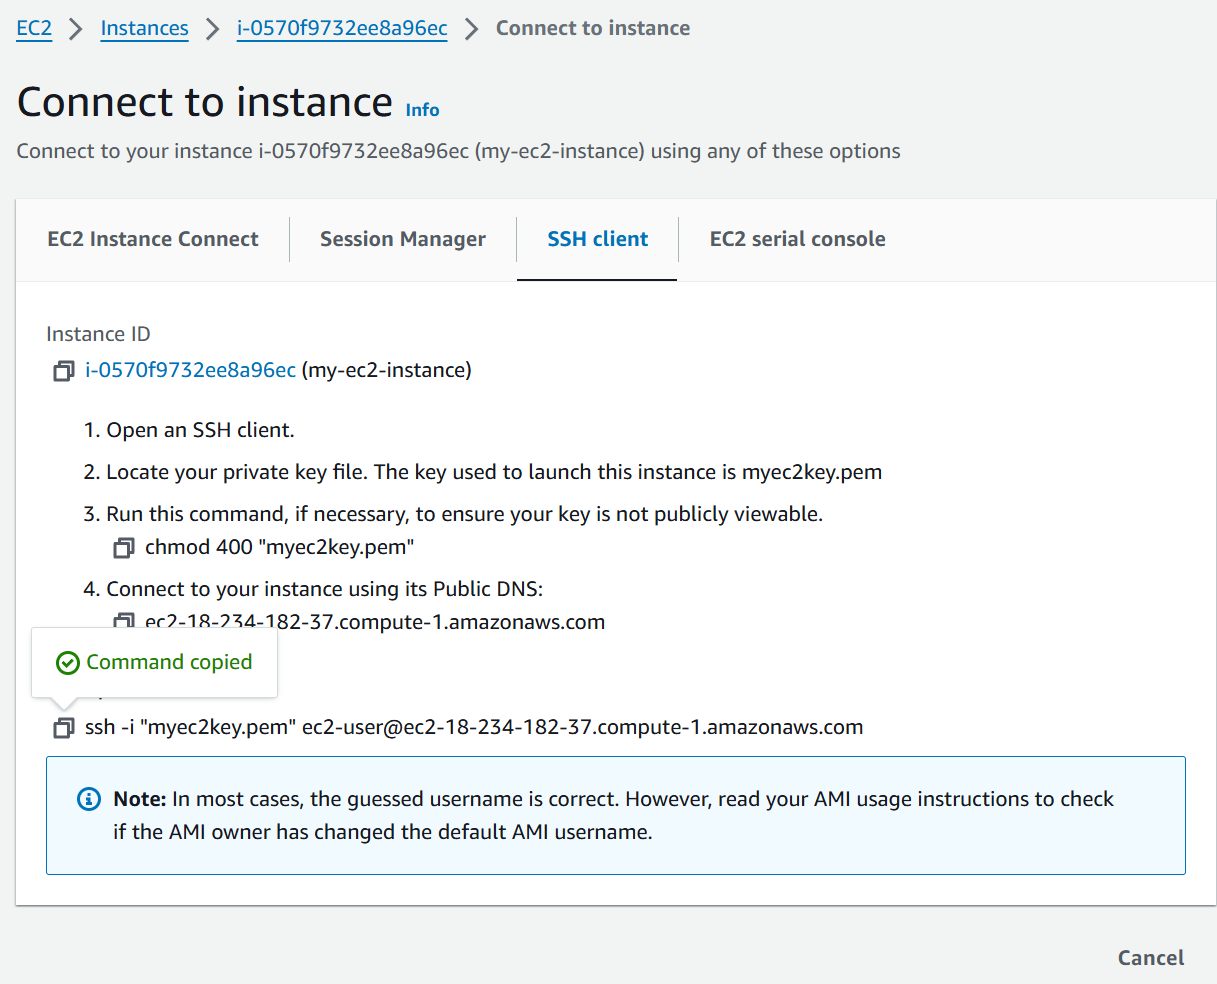 EC2 Instances i-0570f9732ee8a96ec Connect to instance
Connect to instance Info
Connect to your instance i-0570f9732ee8a96ec (my-ec2-instance) using any of these options
EC2 Instance Connect Session Manager SSH client EC2 serial console
Instance ID
i-0570f9732ee8a96ec (my-ec2-instance)
1. Open an SSH client.
2. Locate your private key file. The key used to launch this instance is myec2key.pem
3. Run this command, if necessary, to ensure your key is not publicly viewable.
chmod 400 "myec2key.pem"
4. Connect to your instance using its Public DNS:
ec2-18-234-182-37.compute-1.amazonaws.com
Command copied
ssh -i "myec2key.pem" ec2-user@ec2-18-234-182-37.compute-1.amazonaws.com
Note: In most cases, the guessed username is correct. However, read your AMI usage instructions to check
if the AMI owner has changed the default AMI username.
Cancel